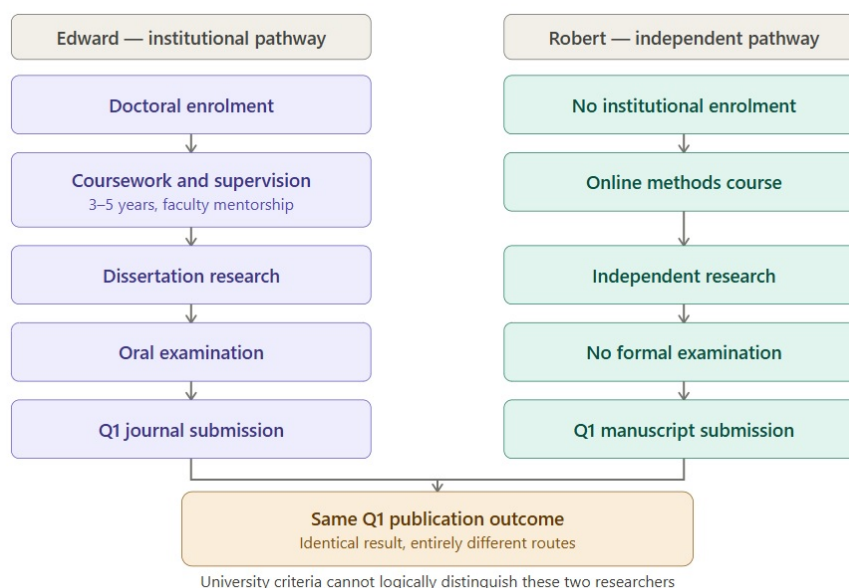 Edward — institutional pathway
Robert — independent pathway
Doctoral enrolment
No institutional enrolment
Coursework and supervision
3–5 years, faculty mentorship
Online methods course
Dissertation research
Independent research
Oral examination
No formal examination
Q1 journal submission
Q1 manuscript submission
Same Q1 publication outcome
Identical result, entirely different routes
University criteria cannot logically distinguish these two researchers